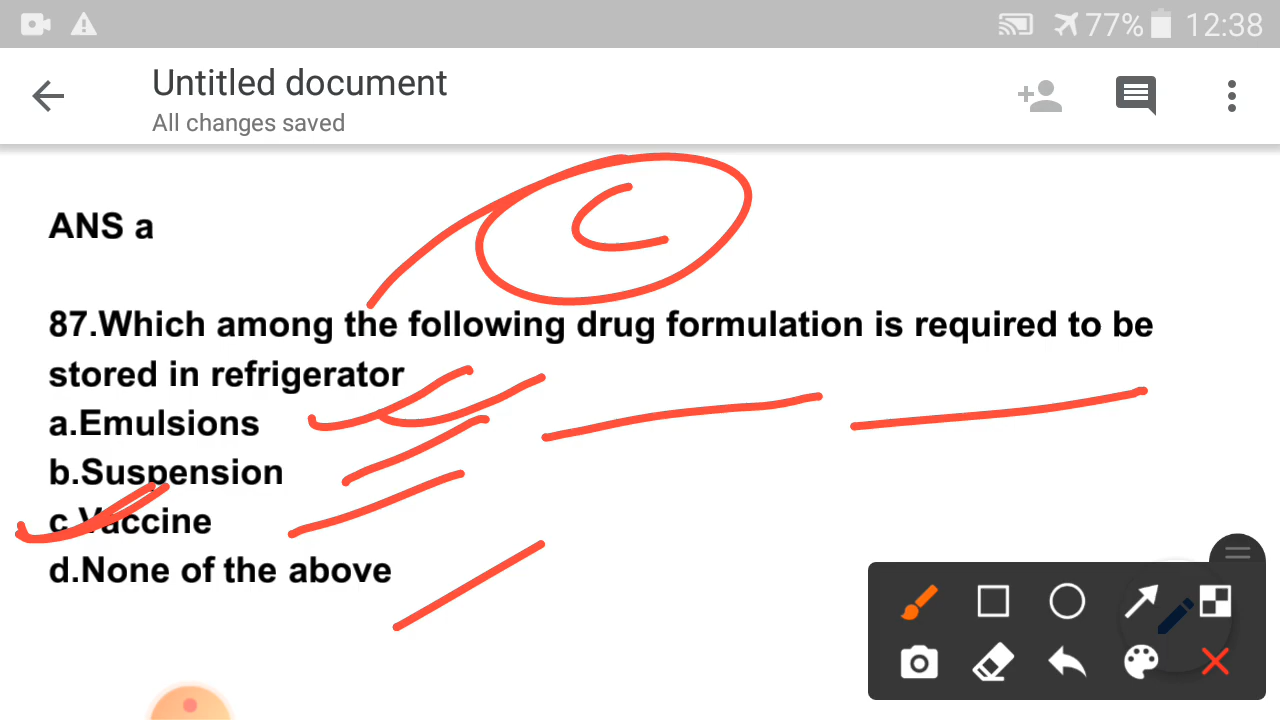 77% 12:38
Untitled document
All changes saved
ANS a
C
87.Which among the following drug formulation is required to be
stored in refrigerator
a.Emulsions
b.Suspension
c.Vaccine
d.None of the above